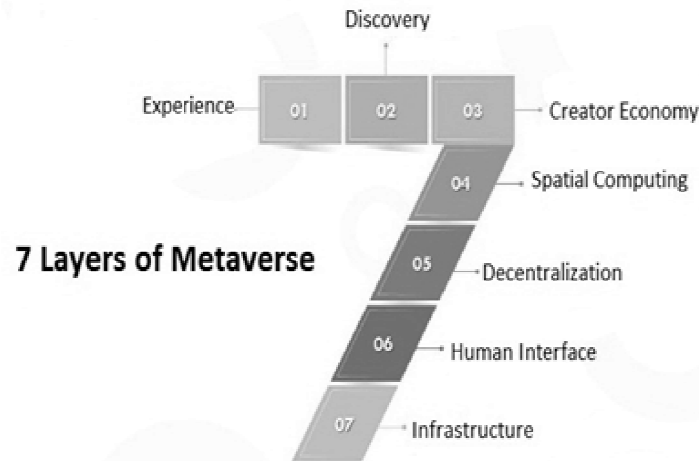 Discovery
Experience
01
02
03
Creator Economy
04
Spatial Computing
7 Layers of Metaverse
05
Decentralization
06
Human Interface
07
Infrastructure